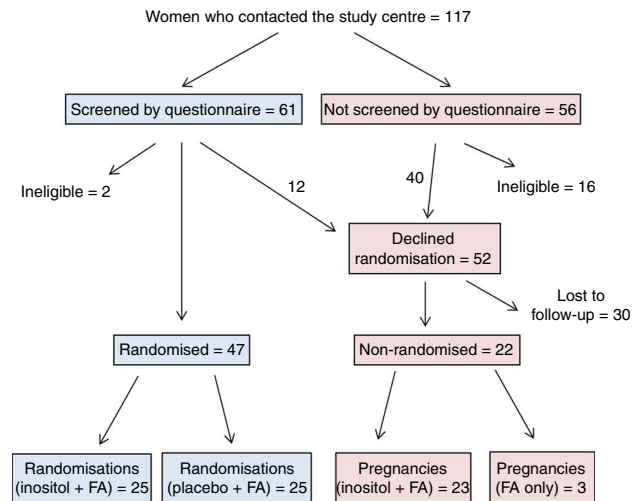 Women who contacted the study centre = 117
Screened by questionnaire = 61
Not screened by questionnaire = 56
Ineligible = 2
12
40
Ineligible = 16
Declined
randomisation = 52
Lost to
follow-up = 30
Randomised = 47
Non-randomised = 22
Randomisations
(inositol + FA) = 25
Randomisations
(placebo + FA) = 25
Pregnancies
(inositol + FA) = 23
Pregnancies
(FA only) = 3